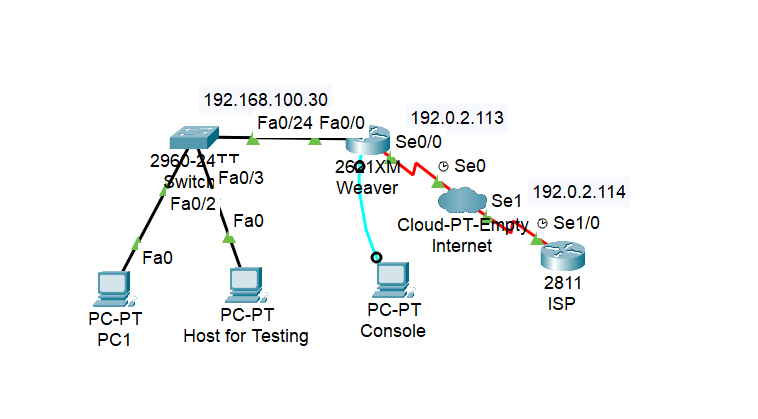 192.168.100.30
Fa0/24 Fa0/0
192.0.2.113
Se0/0
2960-24TT
Switch
2621XM
Weaver
Se0
Fa0/3
Fa0/2
192.0.2.114
Se1
Se1/0
Cloud-PT-Empty
Internet
Fa0
Fa0
2811
ISP
PC-PT
PC1
PC-PT
Host for Testing
PC-PT
Console